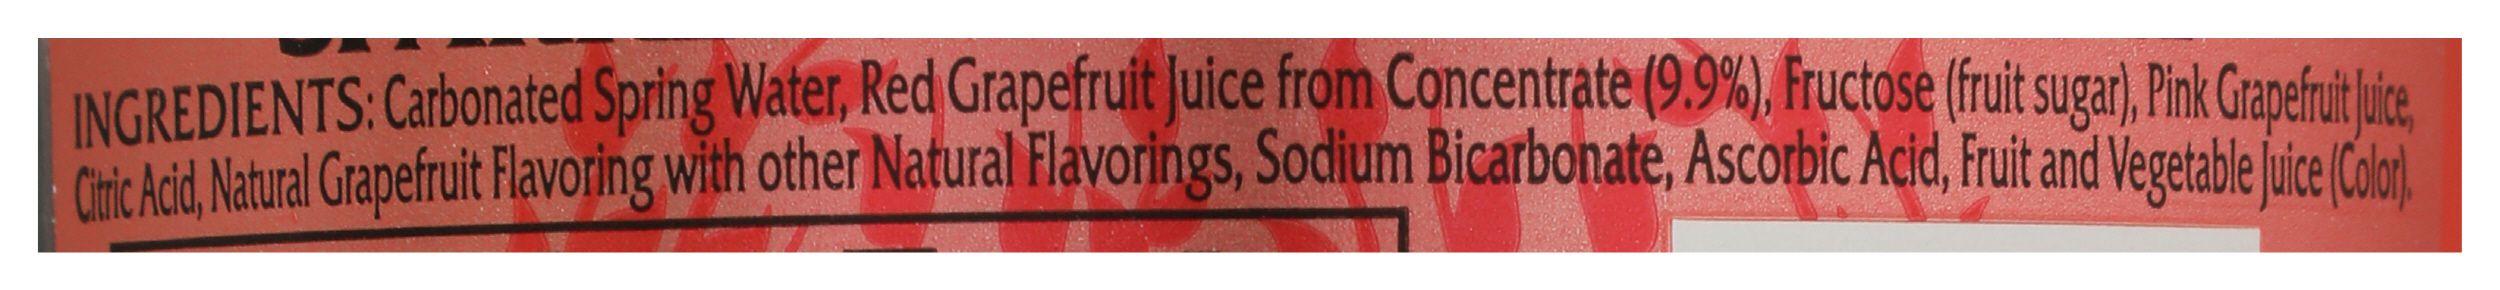 INGREDIENTS: Carbonated Spring Water, Red Grapefruit Juice from Concentrate (9.9%), Fructose (fruit sugar), Pink Grapefruit Juice,
Citric Acid, Natural Grapefruit Flavoring with other Natural Flavorings, Sodium Bicarbonate, Ascorbic Acid, Fruit and Vegetable Juice (Color).